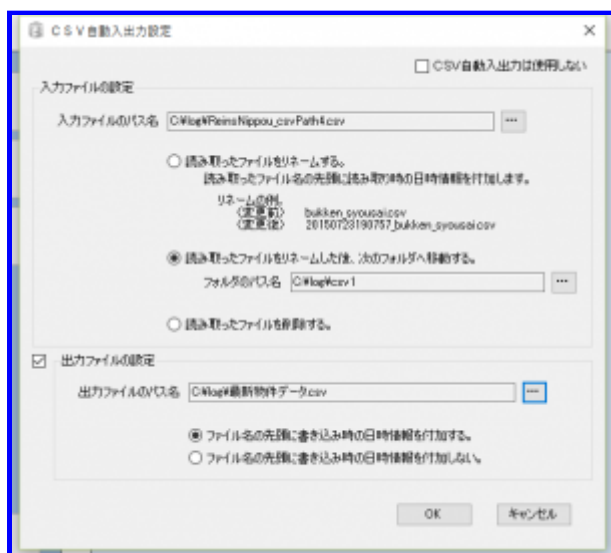 CSV自動入出力設定
CSV自動入出力は使用しない
入力ファイルの設定
入力ファイルのパス名 C:¥log¥ReinsNippou_csvPath4.csv ...
読み取ったファイルをリネームする。
読み取ったファイル名の先頭に読み取り時の日時情報を付加します。
リネームの例.
(変更前) bukken_syousai.csv
(変更後) 20150723190757_bukken_syousai.csv
読み取ったファイルをリネームした後、次のフォルダへ移動する。
フォルダのパス名 C:¥log¥csv1 ...
読み取ったファイルを削除する。
出力ファイルの設定
出力ファイルのパス名 C:¥log¥最新物件データ.csv ...
ファイル名の先頭に書き込み時の日時情報を付加する。
ファイル名の先頭に書き込み時の日時情報を付加しない。
OK キャンセル